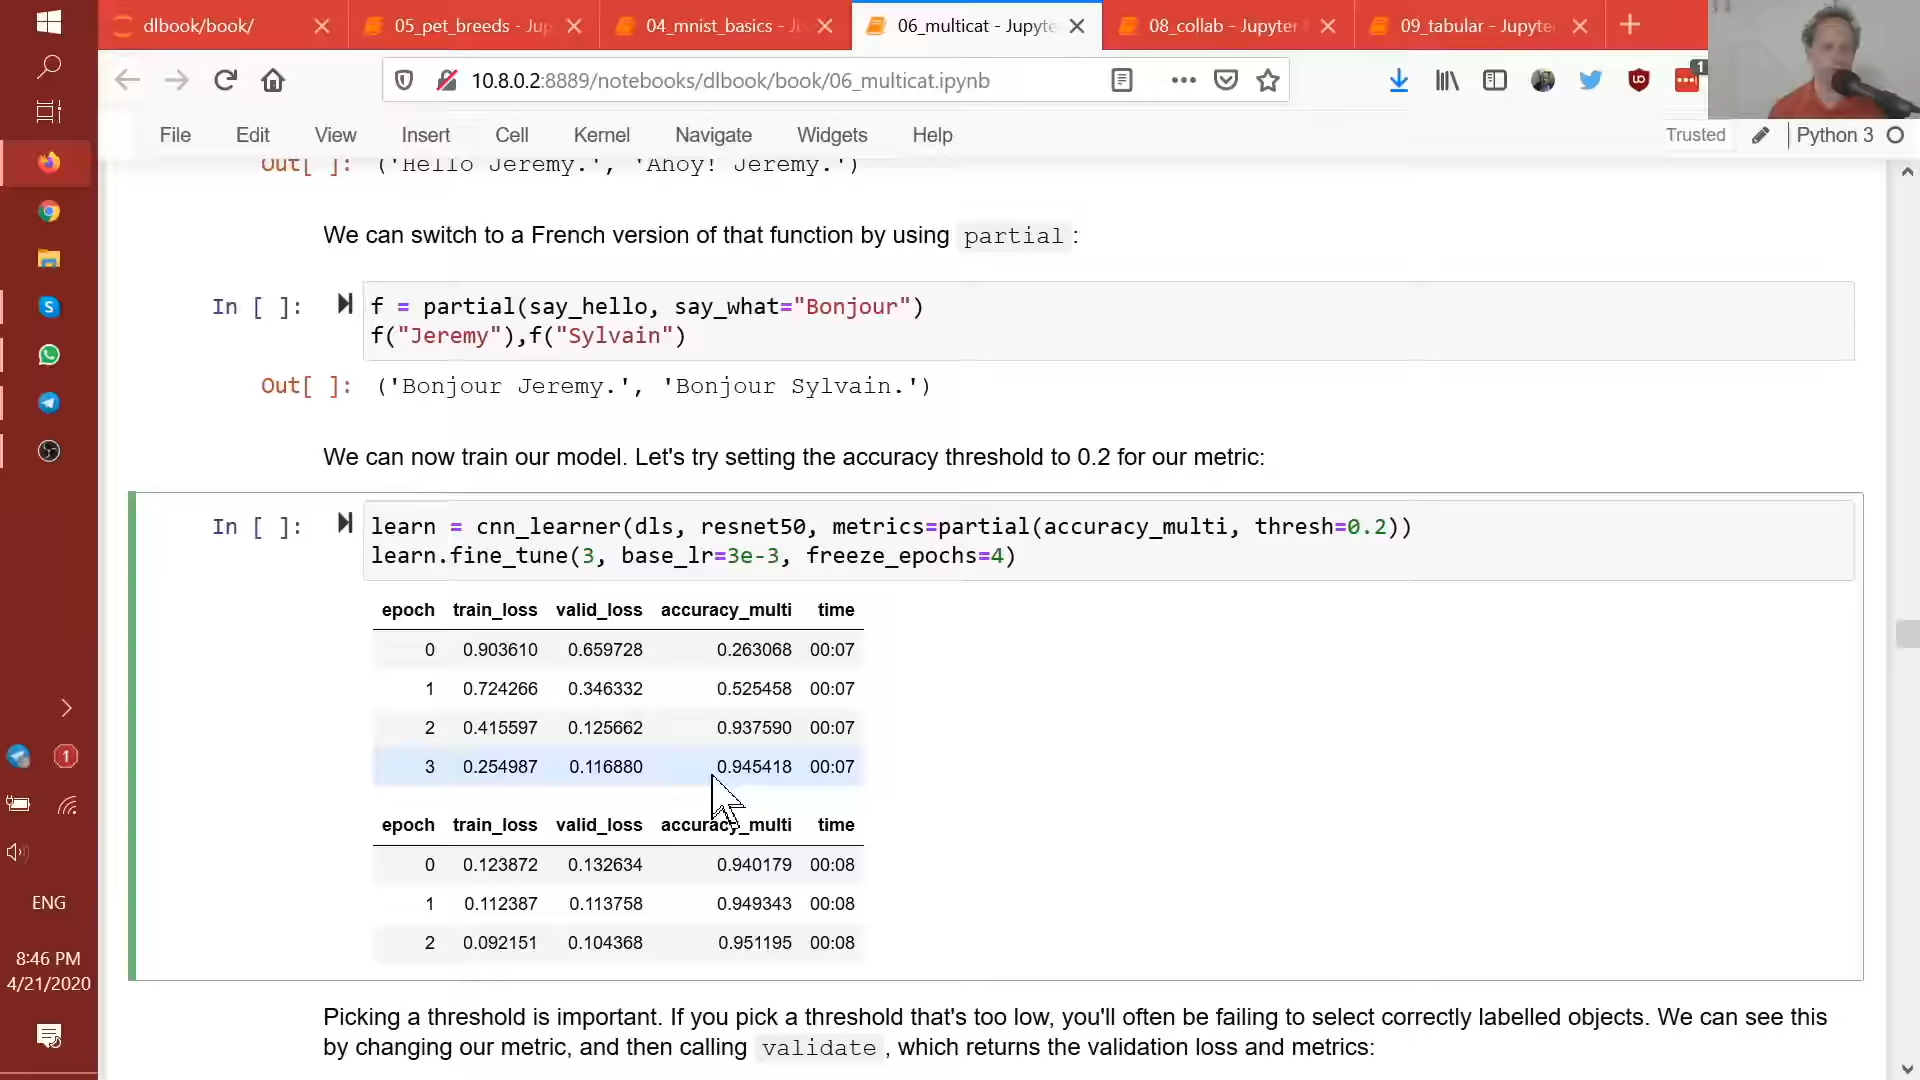 dlbook/book/
05_pet_breeds - Jup
04_mnist_basics - J
06_multicat - Jupyte
08_collab - Jupyter
09_tabular - Jupyte
10.8.0.2:8889/notebooks/dlbook/book/06_multicat.ipynb
1
File Edit View Insert Cell Kernel Navigate Widgets Help
Trusted
Python 3
Out[ ]: ('Hello Jeremy.', 'Ahoy! Jeremy.')
We can switch to a French version of that function by using partial:
In [ ]: f = partial(say_hello, say_what="Bonjour")
f("Jeremy"),f("Sylvain")
Out[ ]: ('Bonjour Jeremy.', 'Bonjour Sylvain.')
We can now train our model. Let's try setting the accuracy threshold to 0.2 for our metric:
In [ ]: learn = cnn_learner(dls, resnet50, metrics=partial(accuracy_multi, thresh=0.2))
learn.fine_tune(3, base_lr=3e-3, freeze_epochs=4)
epoch train_loss valid_loss accuracy_multi time
0 0.903610 0.659728 0.263068 00:07
1 0.724266 0.346332 0.525458 00:07
2 0.415597 0.125662 0.937590 00:07
3 0.254987 0.116880 0.945418 00:07
epoch train_loss valid_loss accuracy_multi time
0 0.123872 0.132634 0.940179 00:08
1 0.112387 0.113758 0.949343 00:08
2 0.092151 0.104368 0.951195 00:08
Picking a threshold is important. If you pick a threshold that's too low, you'll often be failing to select correctly labelled objects. We can see this
by changing our metric, and then calling validate, which returns the validation loss and metrics:
1
ENG
8:46 PM
4/21/2020